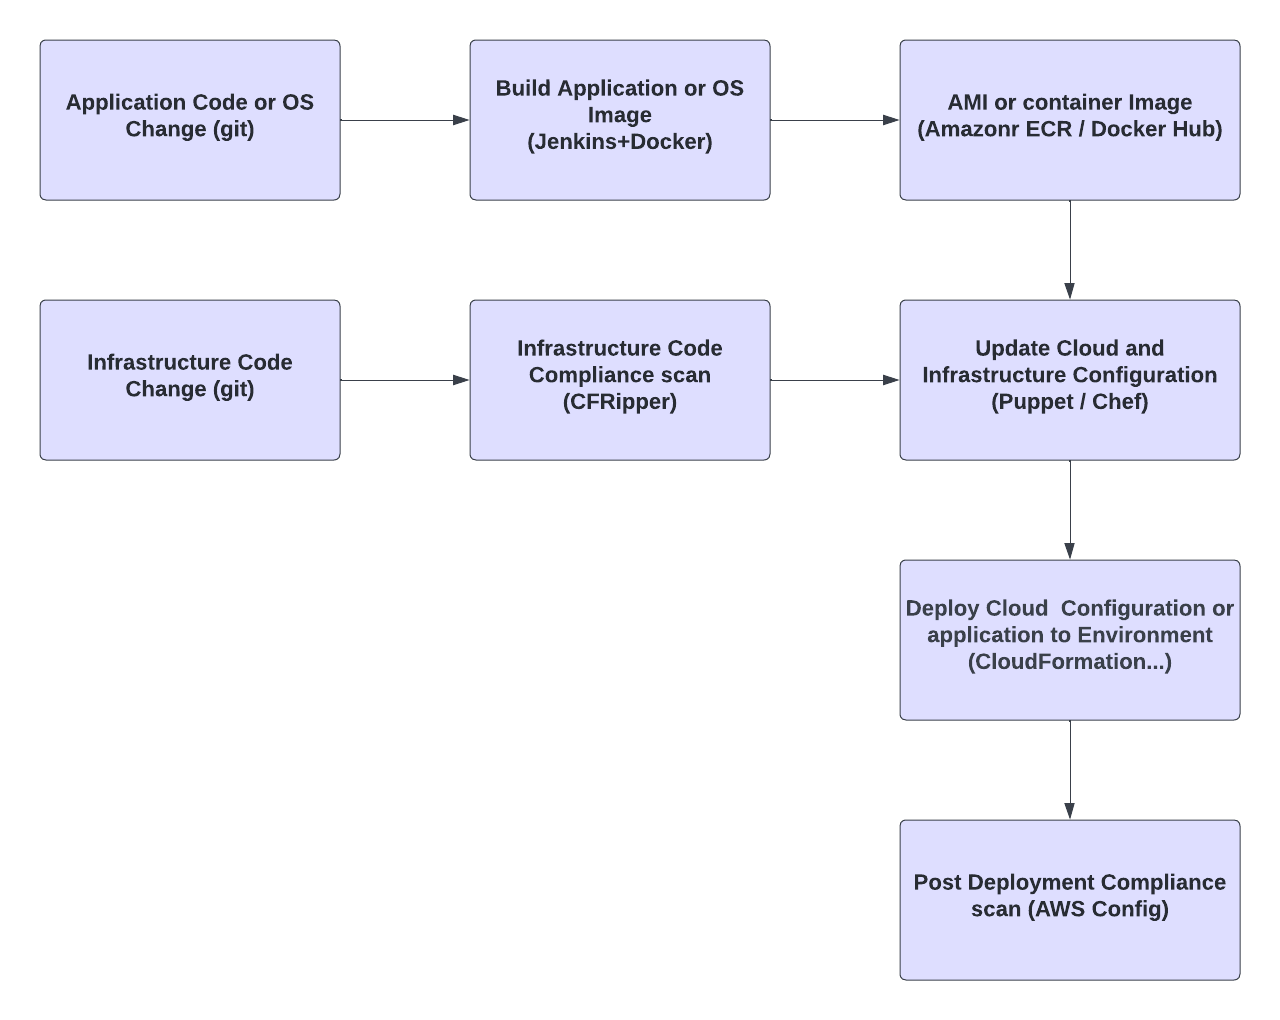 Application Code or OS
Change (git)
Build Application or OS
Image
(Jenkins+Docker)
AMI or container Image
(Amazonr ECR / Docker Hub)
Infrastructure Code
Change (git)
Infrastructure Code
Compliance scan
(CFRipper)
Update Cloud and
Infrastructure Configuration
(Puppet / Chef)
Deploy Cloud  Configuration or
application to Environment
(CloudFormation...)
Post Deployment Compliance
scan (AWS Config)